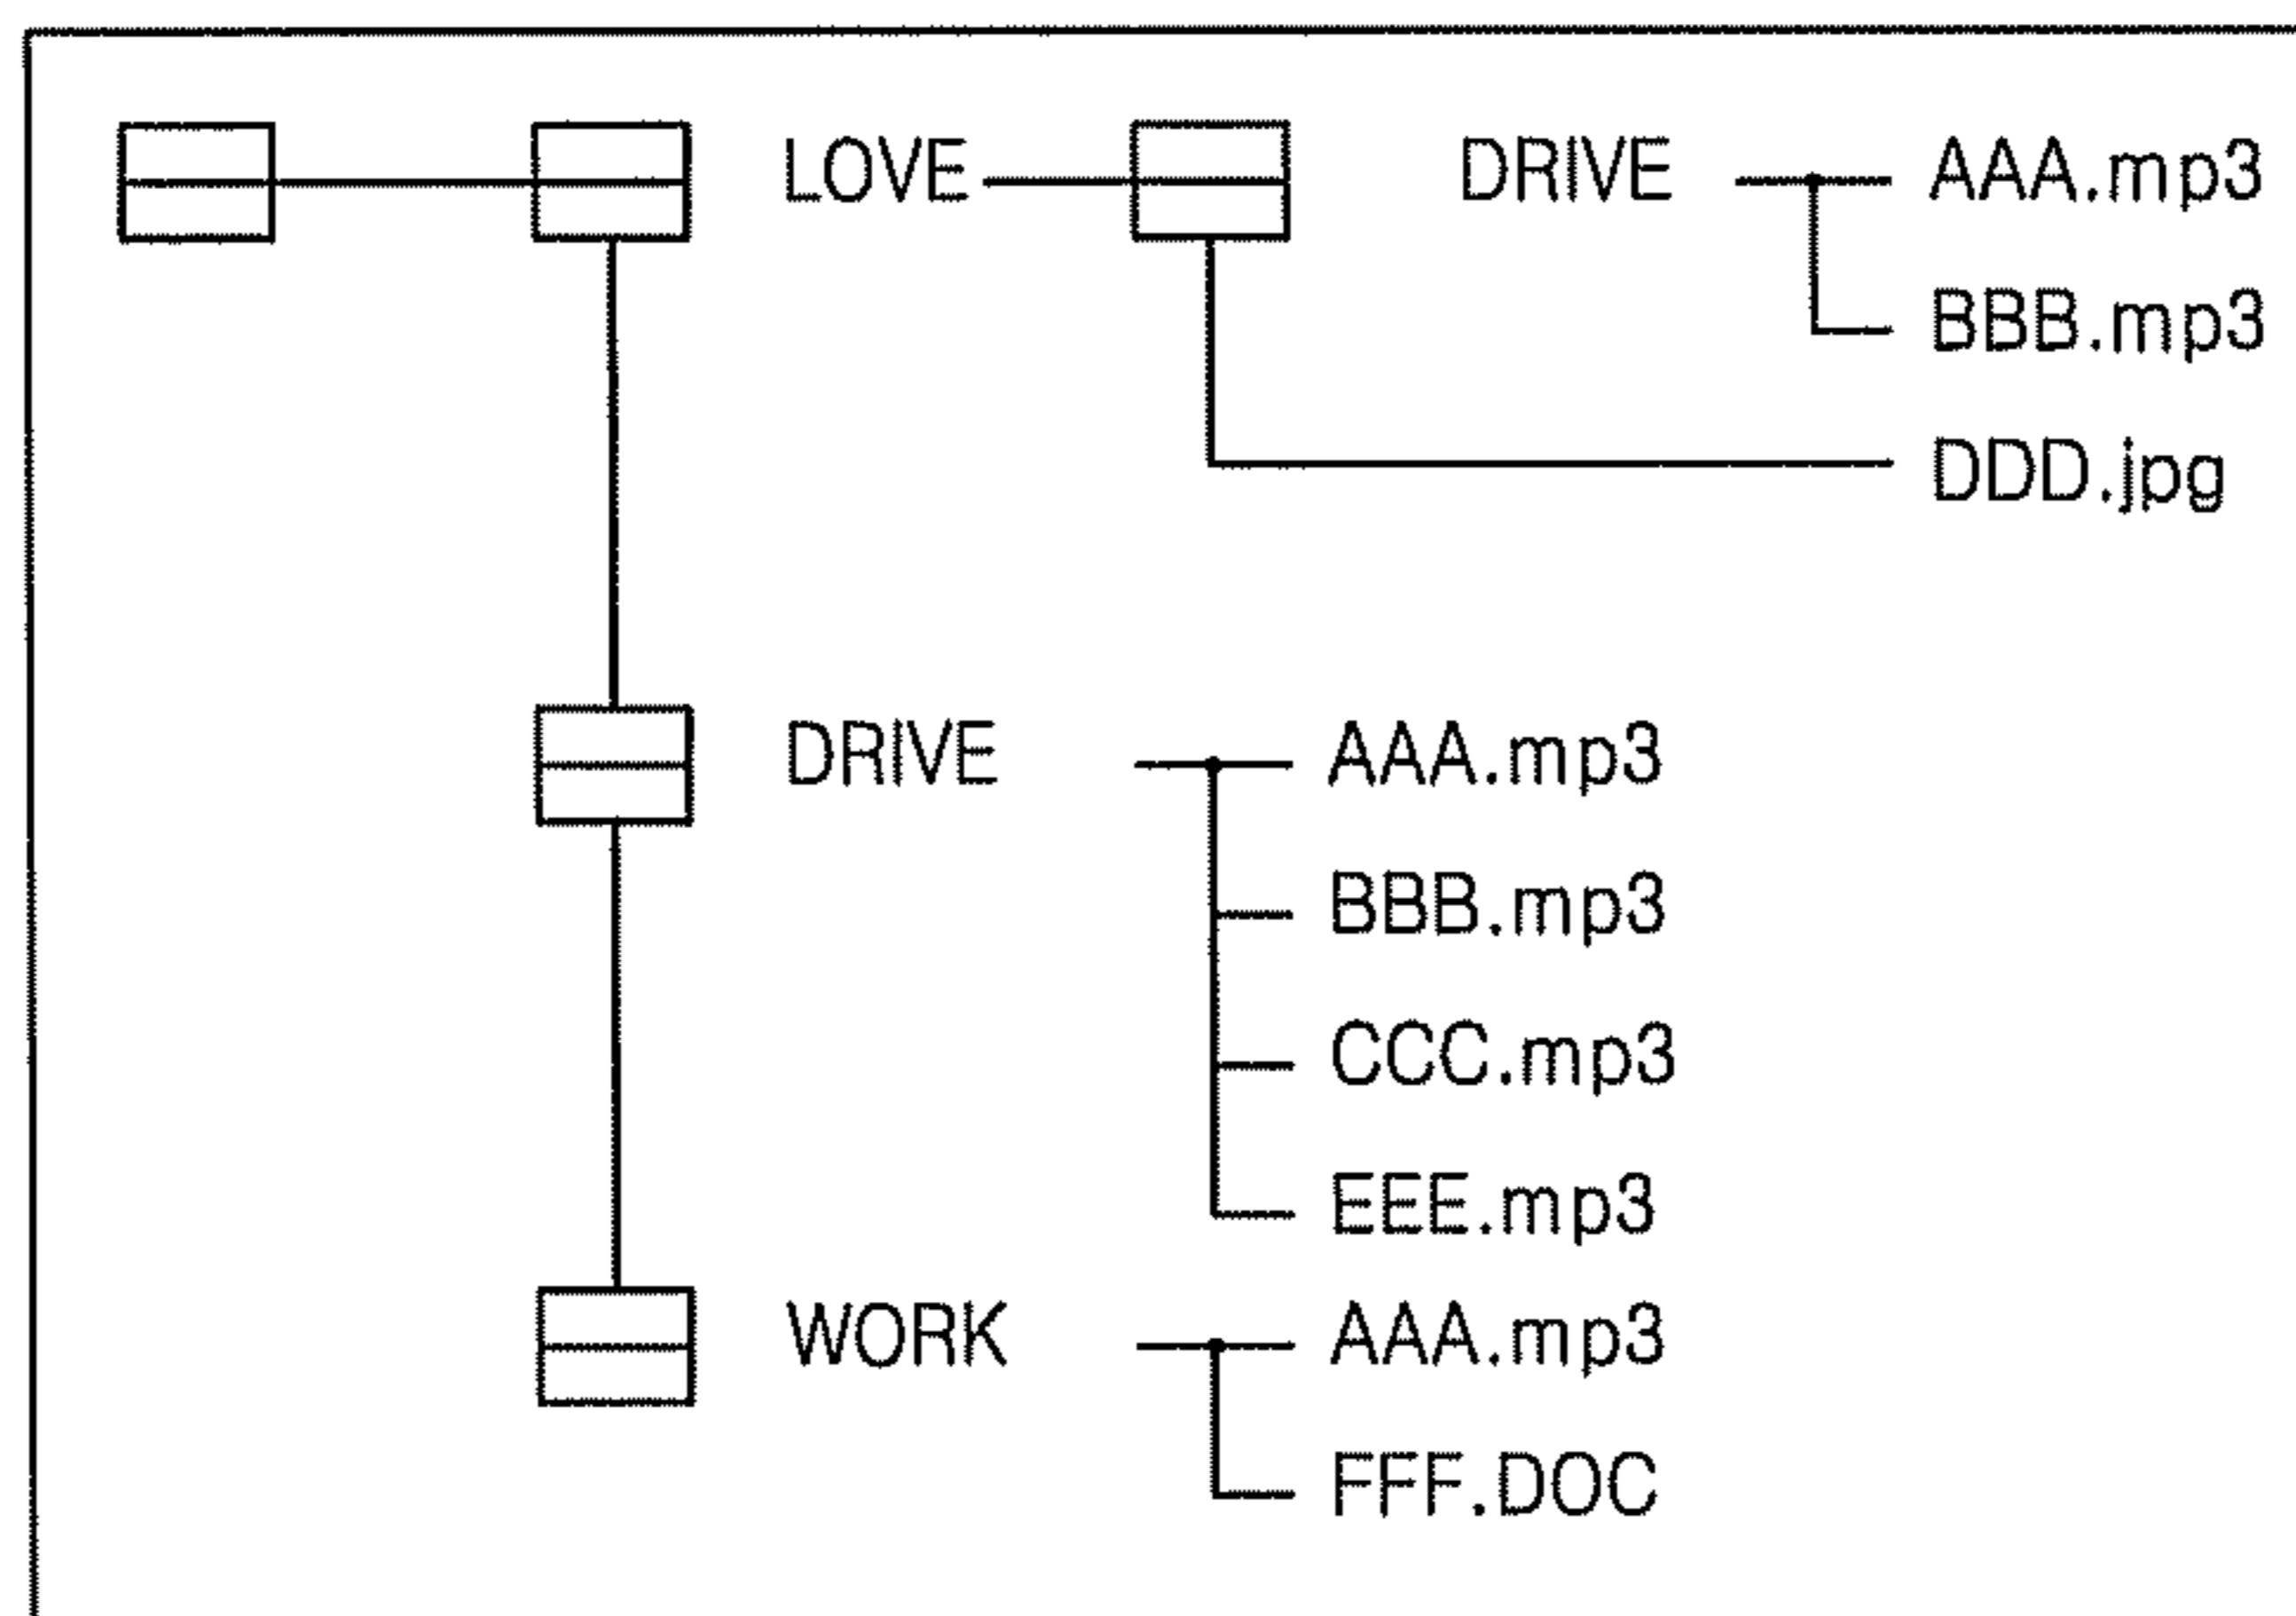 LOVE DRIVE AAA.mp3
BBB.mp3
DDD.jpg
DRIVE AAA.mp3
BBB.mp3
CCC.mp3
EEE.mp3
WORK AAA.mp3
FFF.DOC